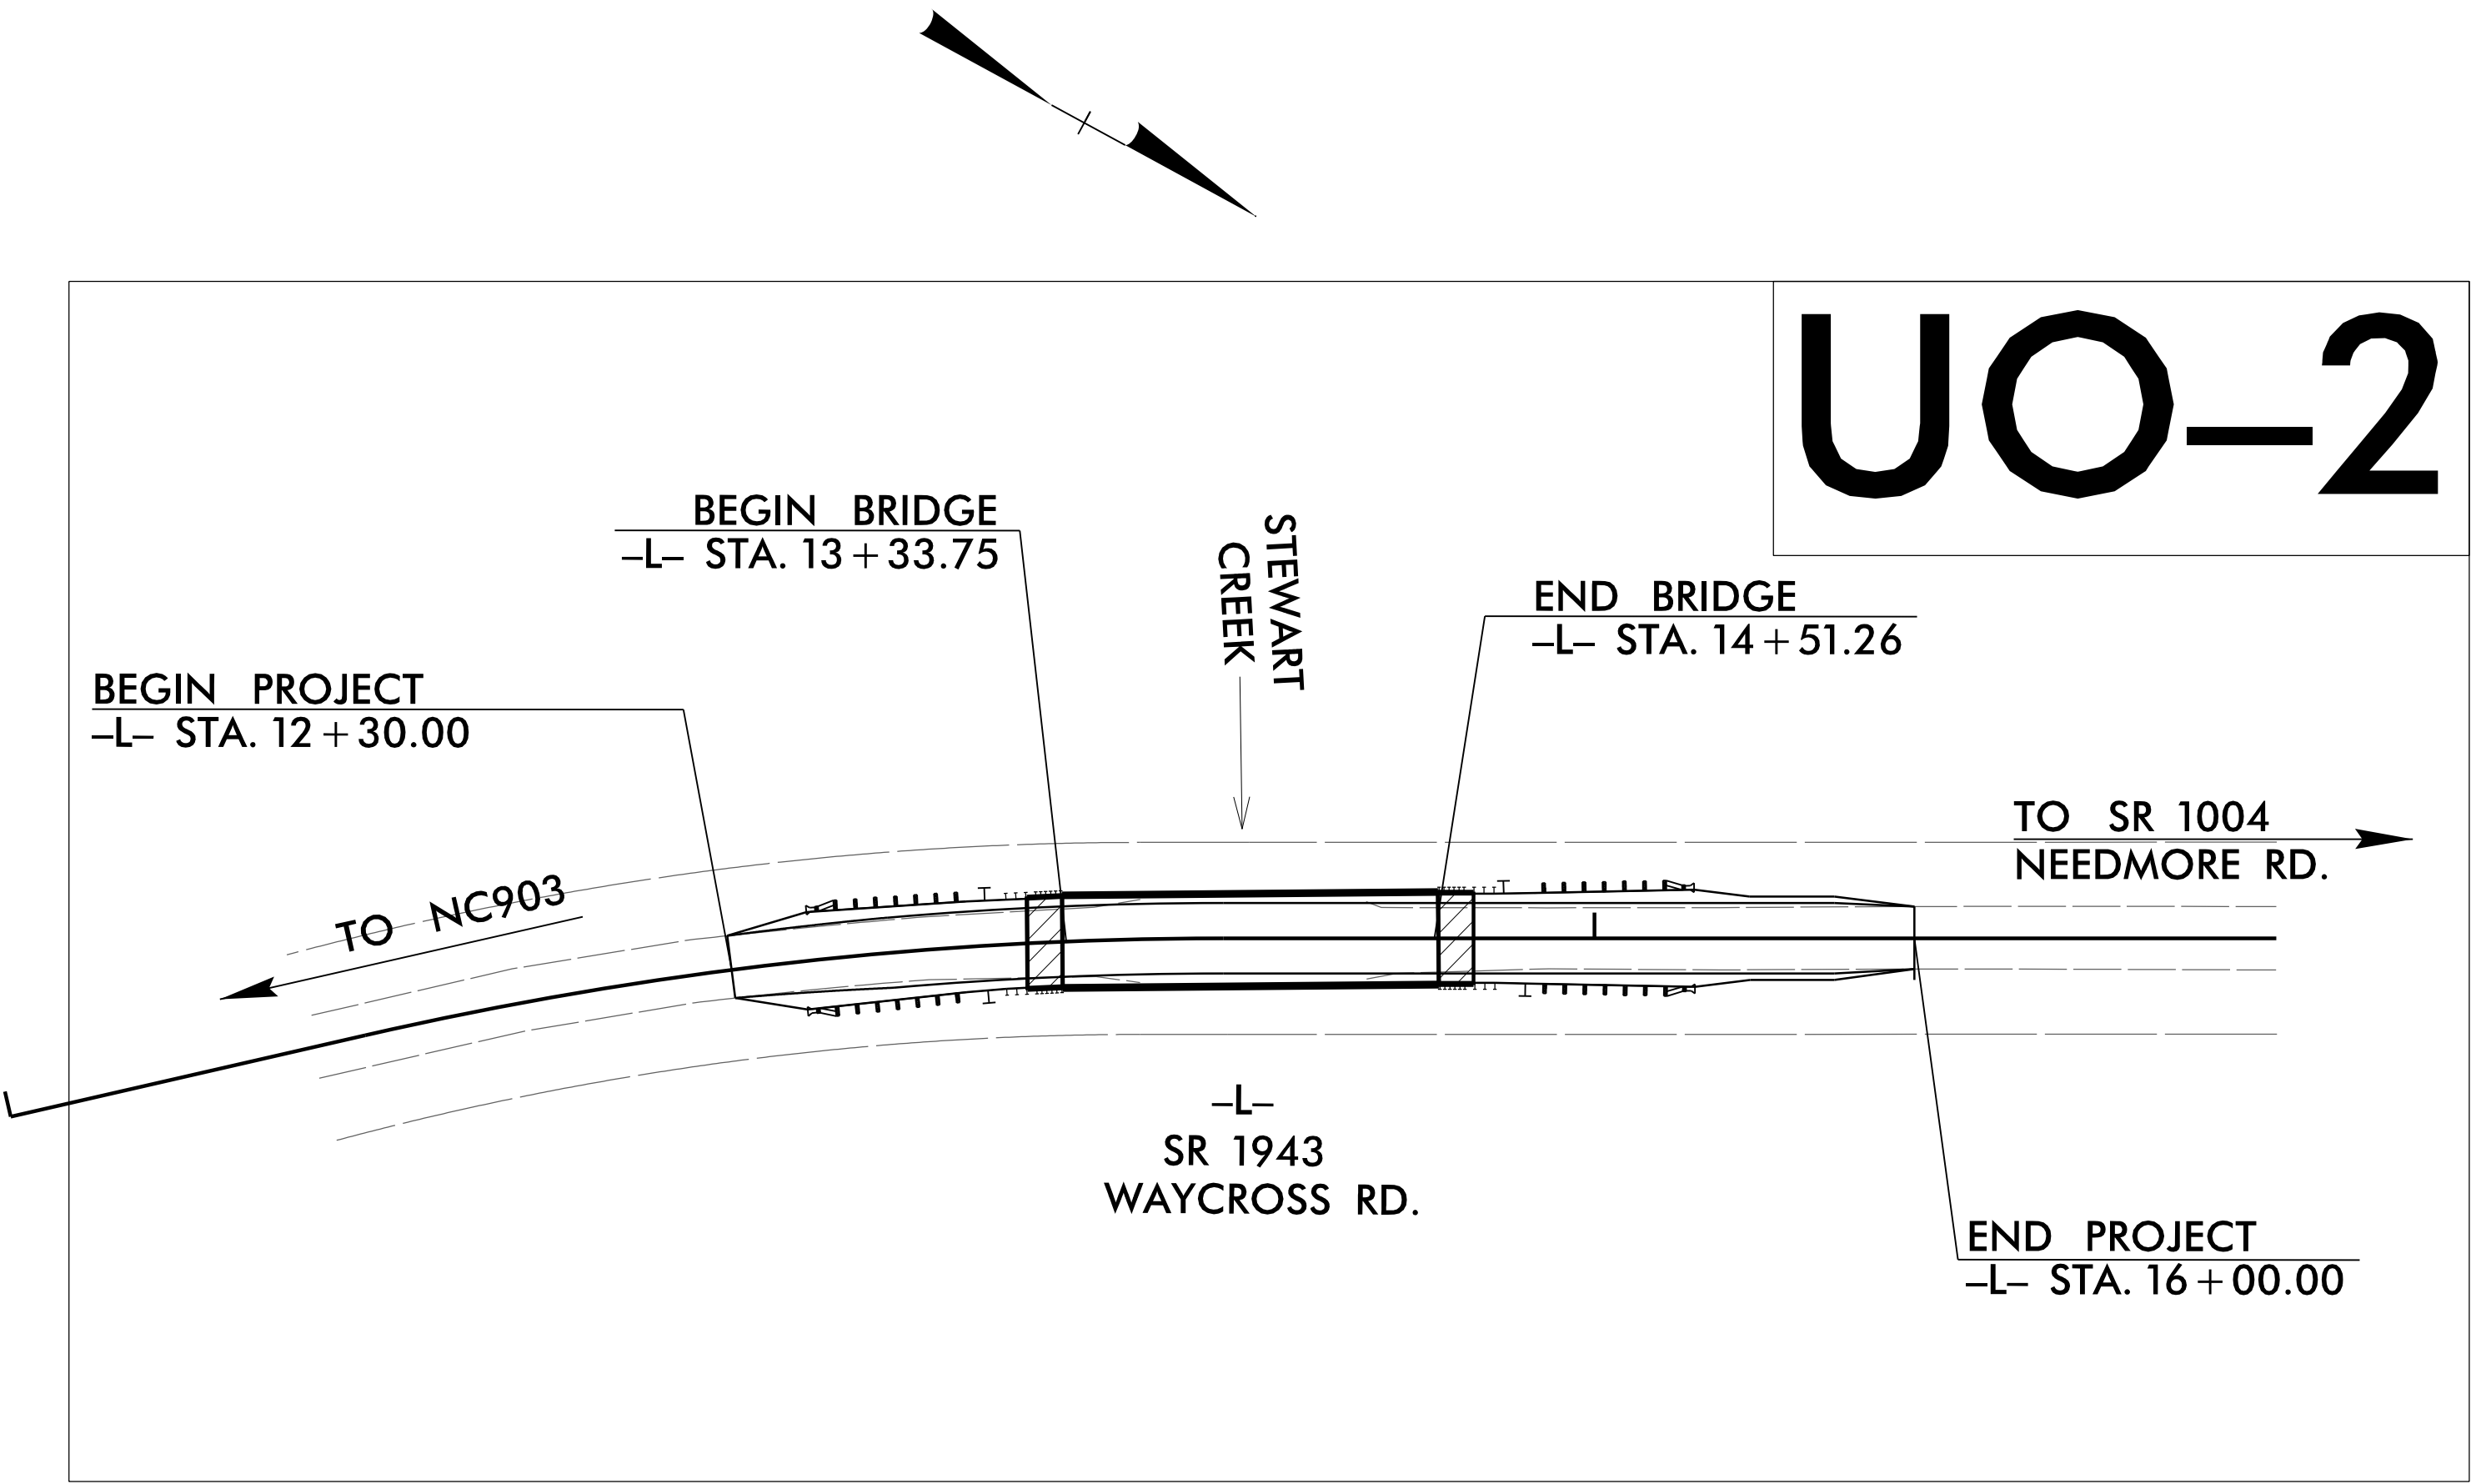 UO–2
BEGIN BRIDGE
–L– STA. 13+33.75
STEWART
CREEK
END BRIDGE
–L– STA. 14+51.26
BEGIN PROJECT
–L– STA. 12+30.00
TO SR 1004
NEEDMORE RD.
TO NC903
–L–
SR 1943
WAYCROSS RD.
END PROJECT
–L– STA. 16+00.00